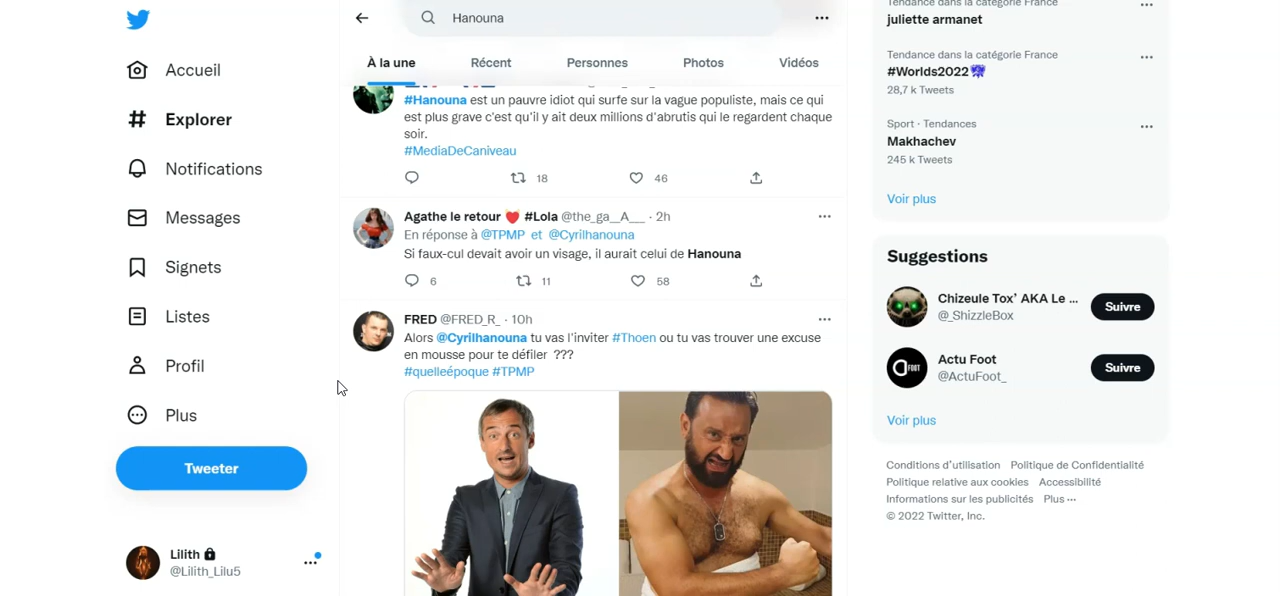 Hanouna
À la une
Récent
Personnes
Photos
Vidéos
Accueil
Explorer
Notifications
Messages
Signets
Listes
Profil
Plus
Tweeter
Lilith
@Lilith_Lilu5
#Hanouna est un pauvre idiot qui surfe sur la vague populiste, mais ce qui
est plus grave c'est qu'il y ait deux millions d'abrutis qui le regardent chaque
soir.
#MediaDeCaniveau
18
46
Agathe le retour ❤️ #Lola @the_ga__A___ · 2h
En réponse à @TPMP et @Cyrilhanouna
Si faux-cul devait avoir un visage, il aurait celui de Hanouna
6
11
58
FRED @FRED_R_ · 10h
Alors @Cyrilhanouna tu vas l'inviter #Thoen ou tu vas trouver une excuse
en mousse pour te défiler ???
#quelleépoque #TPMP
Tendance dans la catégorie France
juliette armanet
Tendance dans la catégorie France
#Worlds2022
28,7 k Tweets
Sport · Tendances
Makhachev
245 k Tweets
Voir plus
Suggestions
Chizeule Tox' AKA Le ...
@_ShizzleBox
Suivre
Actu Foot
@ActuFoot_
Suivre
Voir plus
Conditions d'utilisation Politique de Confidentialité
Politique relative aux cookies Accessibilité
Informations sur les publicités Plus ···
© 2022 Twitter, Inc.